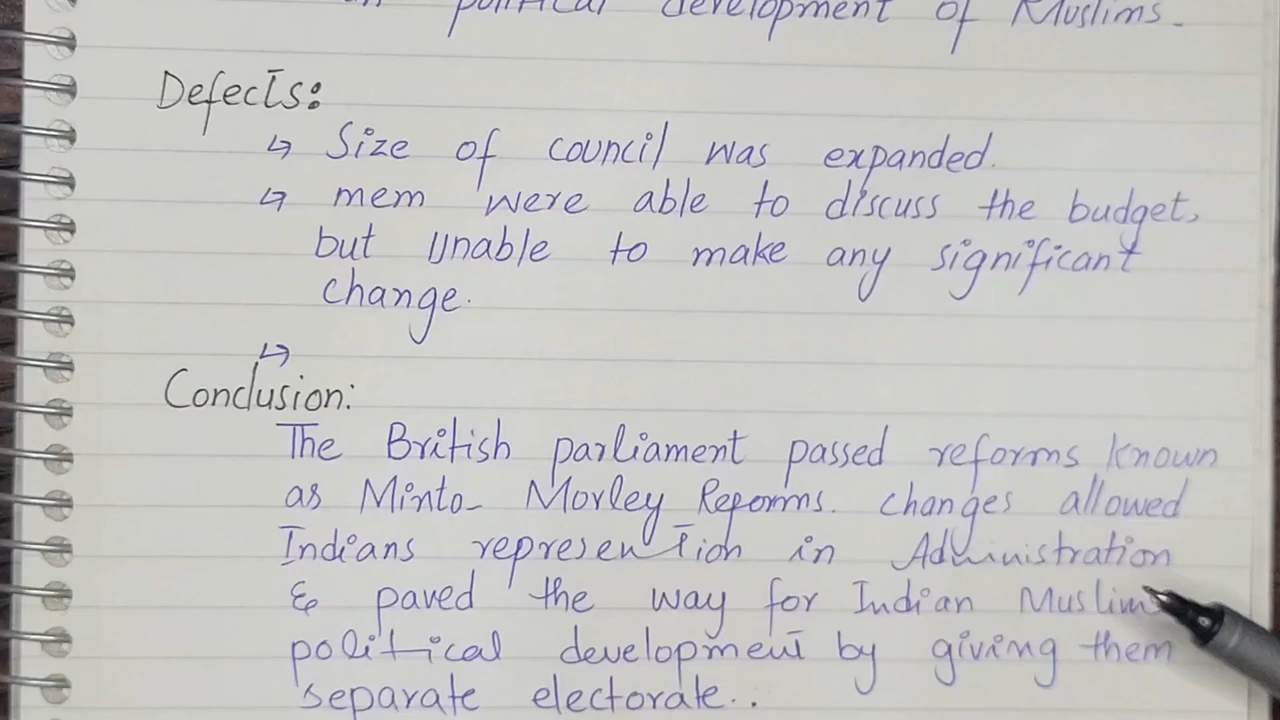 political development of Muslims.
Defects:
↳ Size of council was expanded.
↳ mem were able to discuss the budget,
but unable to make any significant
change.
↳
Conclusion:
The British parliament passed reforms known
as Minto- Morley Reporms. changes allowed
Indians represention in Administration
& paved the way for Indian Muslims
political development by giving them
separate electorate..